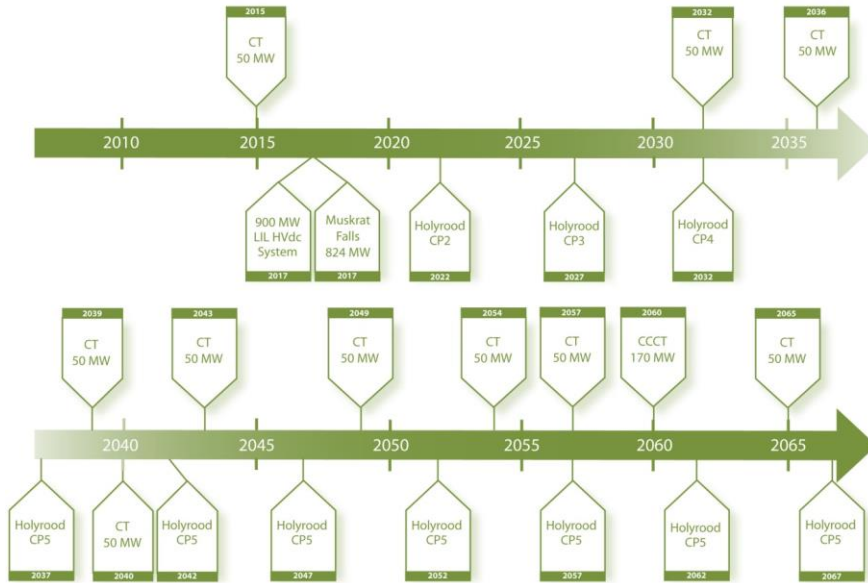 2015
CT
50 MW
2032
CT
50 MW
2036
CT
50 MW
2010
2015
2020
2025
2030
2035
900 MW
LIL HVdc
System
2017
Muskrat
Falls
824 MW
2017
Holyrood
CP2
2022
Holyrood
CP3
2027
Holyrood
CP4
2032
2039
CT
50 MW
2043
CT
50 MW
2049
CT
50 MW
2054
CT
50 MW
2057
CT
50 MW
2060
CCCT
170 MW
2065
CT
50 MW
2040
2045
2050
2055
2060
2065
Holyrood
CP5
2037
CT
50 MW
2040
Holyrood
CP5
2042
Holyrood
CP5
2047
Holyrood
CP5
2052
Holyrood
CP5
2057
Holyrood
CP5
2062
Holyrood
CP5
2067